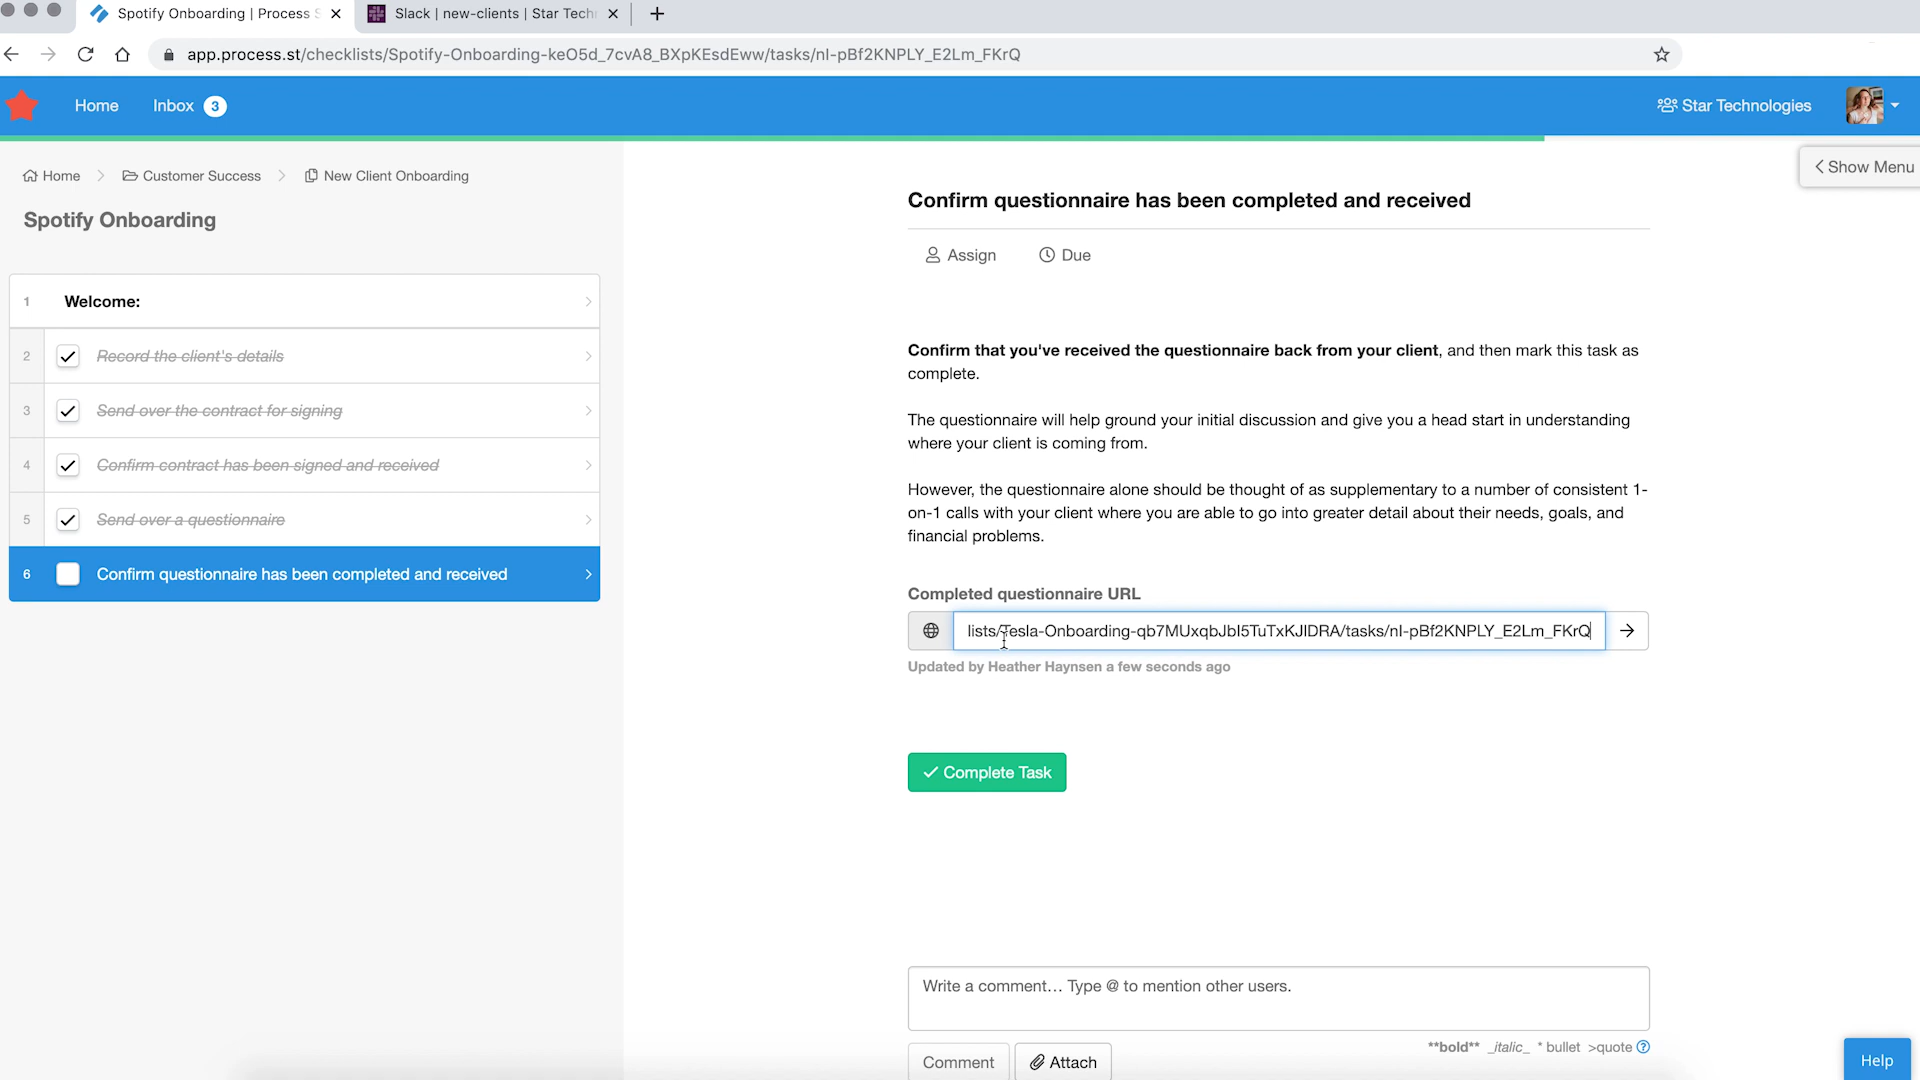 Spotify Onboarding | Process S
Slack | new-clients | Star Tech
app.process.st/checklists/Spotify-Onboarding-keO5d_7cvA8_BXpKEsdEww/tasks/nI-pBf2KNPLY_E2Lm_FKrQ
Home
Inbox 3
Star Technologies
Home
Customer Success
New Client Onboarding
Show Menu
Spotify Onboarding
1 Welcome:
2 Record the client's details
3 Send over the contract for signing
4 Confirm contract has been signed and received
5 Send over a questionnaire
6 Confirm questionnaire has been completed and received
Confirm questionnaire has been completed and received
Assign
Due
Confirm that you've received the questionnaire back from your client, and then mark this task as
complete.
The questionnaire will help ground your initial discussion and give you a head start in understanding
where your client is coming from.
However, the questionnaire alone should be thought of as supplementary to a number of consistent 1-
on-1 calls with your client where you are able to go into greater detail about their needs, goals, and
financial problems.
Completed questionnaire URL
lists/Tesla-Onboarding-qb7MUxqbJbI5TuTxKJIDRA/tasks/nI-pBf2KNPLY_E2Lm_FKrQ
Updated by Heather Haynsen a few seconds ago
Complete Task
Write a comment… Type @ to mention other users.
**bold** _italic_ * bullet >quote ?
Comment
Attach
Help